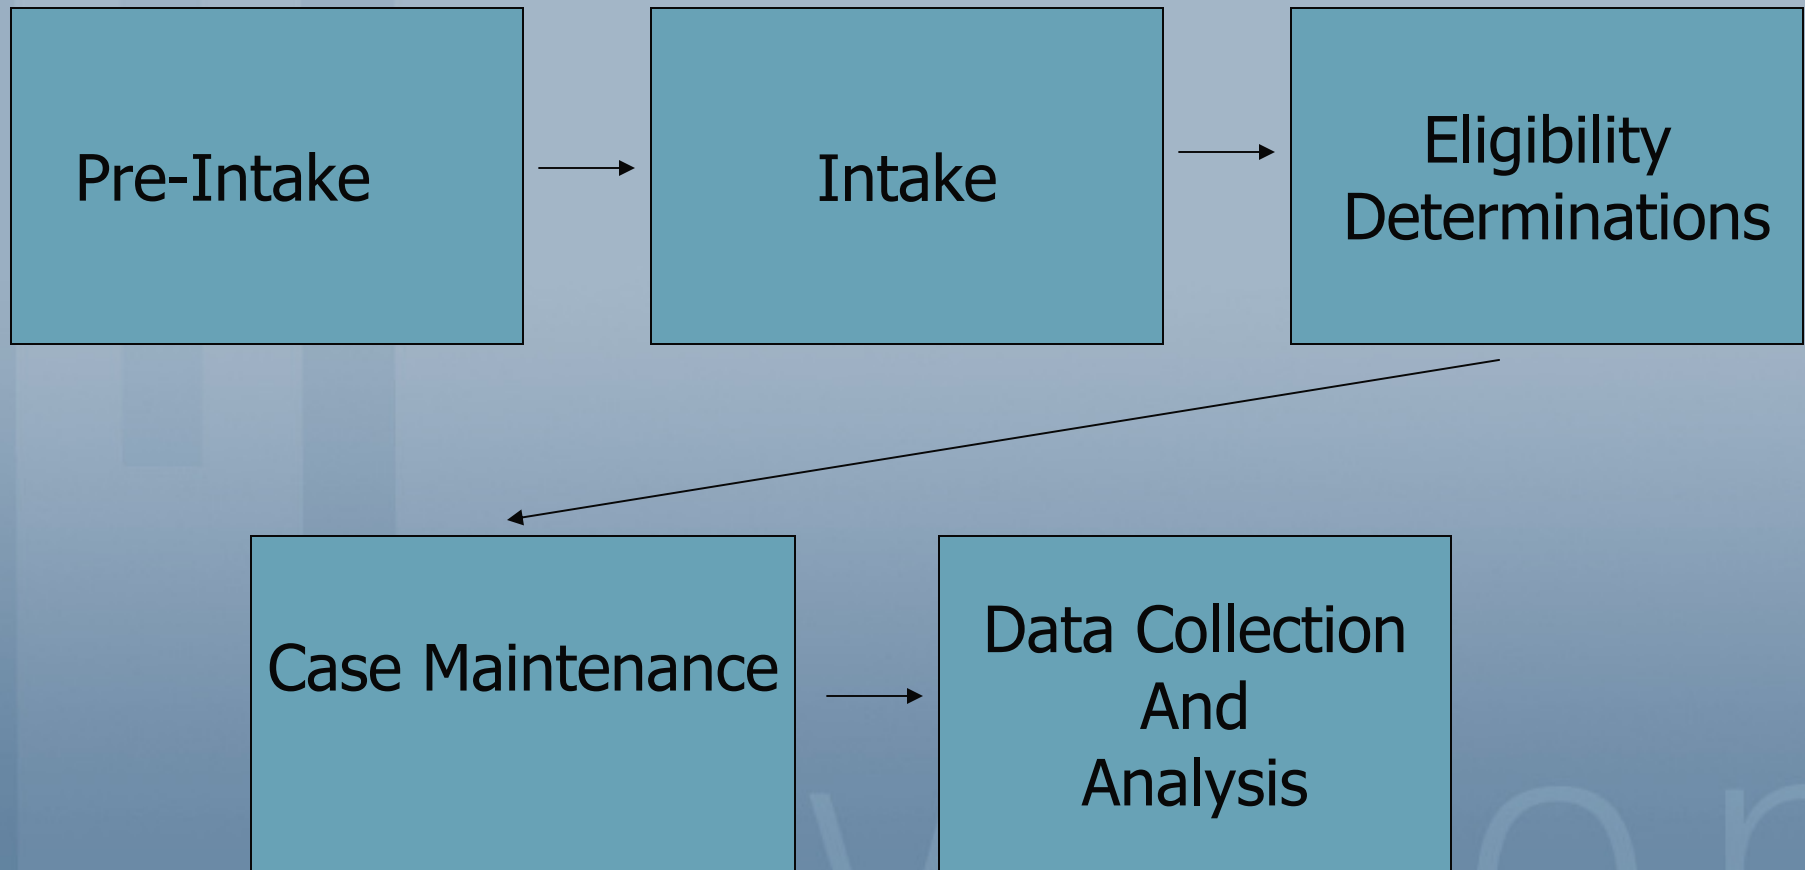 Pre-Intake
Intake
Eligibility
Determinations
Case Maintenance
Data Collection
And
Analysis